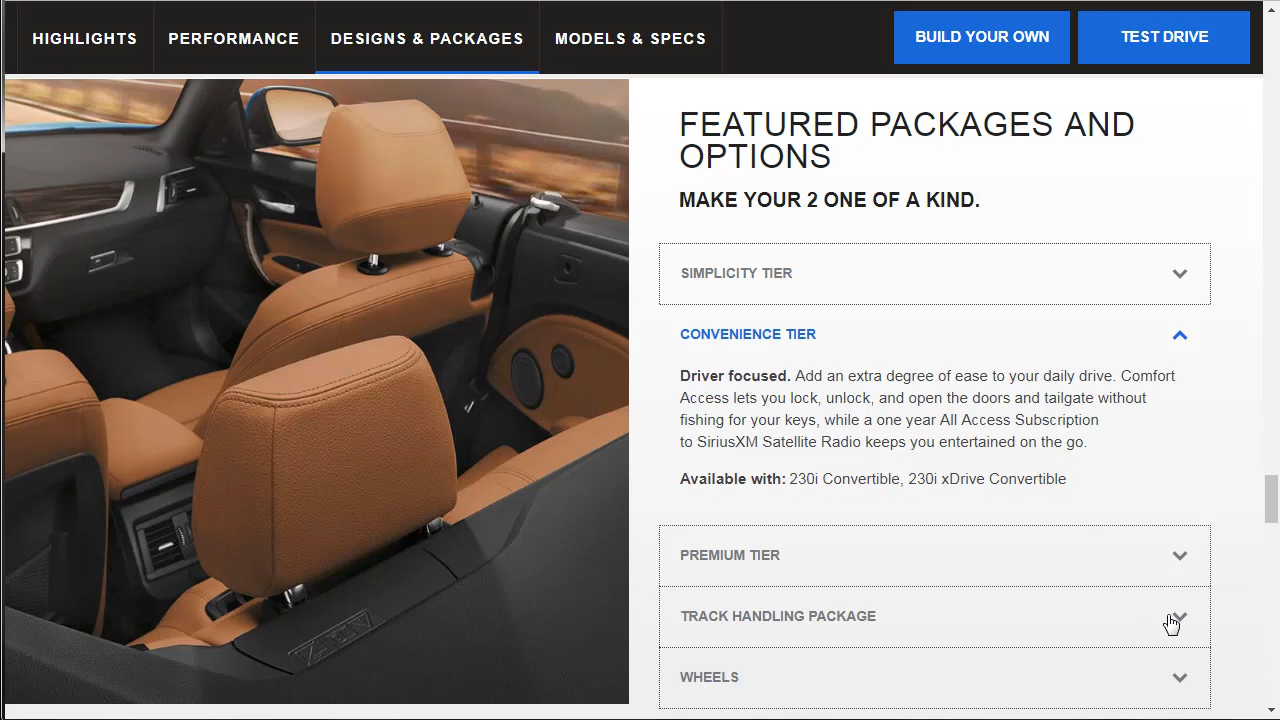 HIGHLIGHTS
PERFORMANCE
DESIGNS & PACKAGES
MODELS & SPECS
BUILD YOUR OWN
TEST DRIVE
FEATURED PACKAGES AND
OPTIONS
MAKE YOUR 2 ONE OF A KIND.
SIMPLICITY TIER
CONVENIENCE TIER
Driver focused. Add an extra degree of ease to your daily drive. Comfort
Access lets you lock, unlock, and open the doors and tailgate without
fishing for your keys, while a one year All Access Subscription
to SiriusXM Satellite Radio keeps you entertained on the go.
Available with: 230i Convertible, 230i xDrive Convertible
PREMIUM TIER
TRACK HANDLING PACKAGE
WHEELS